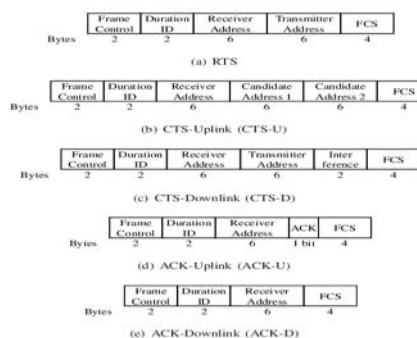 Frame Control Duration ID Receiver Address Transmitter Address FCS
Bytes 2 2 6 6 4
(a) RTS
Frame Control Duration ID Receiver Address Candidate Address 1 Candidate Address 2 FCS
Bytes 2 2 6 6 6 4
(b) CTS-Uplink (CTS-U)
Frame Control Duration ID Receiver Address Transmitter Address Inter ference FCS
Bytes 2 2 6 6 2 4
(c) CTS-Downlink (CTS-D)
Frame Control Duration ID Receiver Address ACK FCS
Bytes 2 2 6 1 bit 4
(d) ACK-Uplink (ACK-U)
Frame Control Duration ID Receiver Address FCS
Bytes 2 2 6 4
(e) ACK-Downlink (ACK-D)